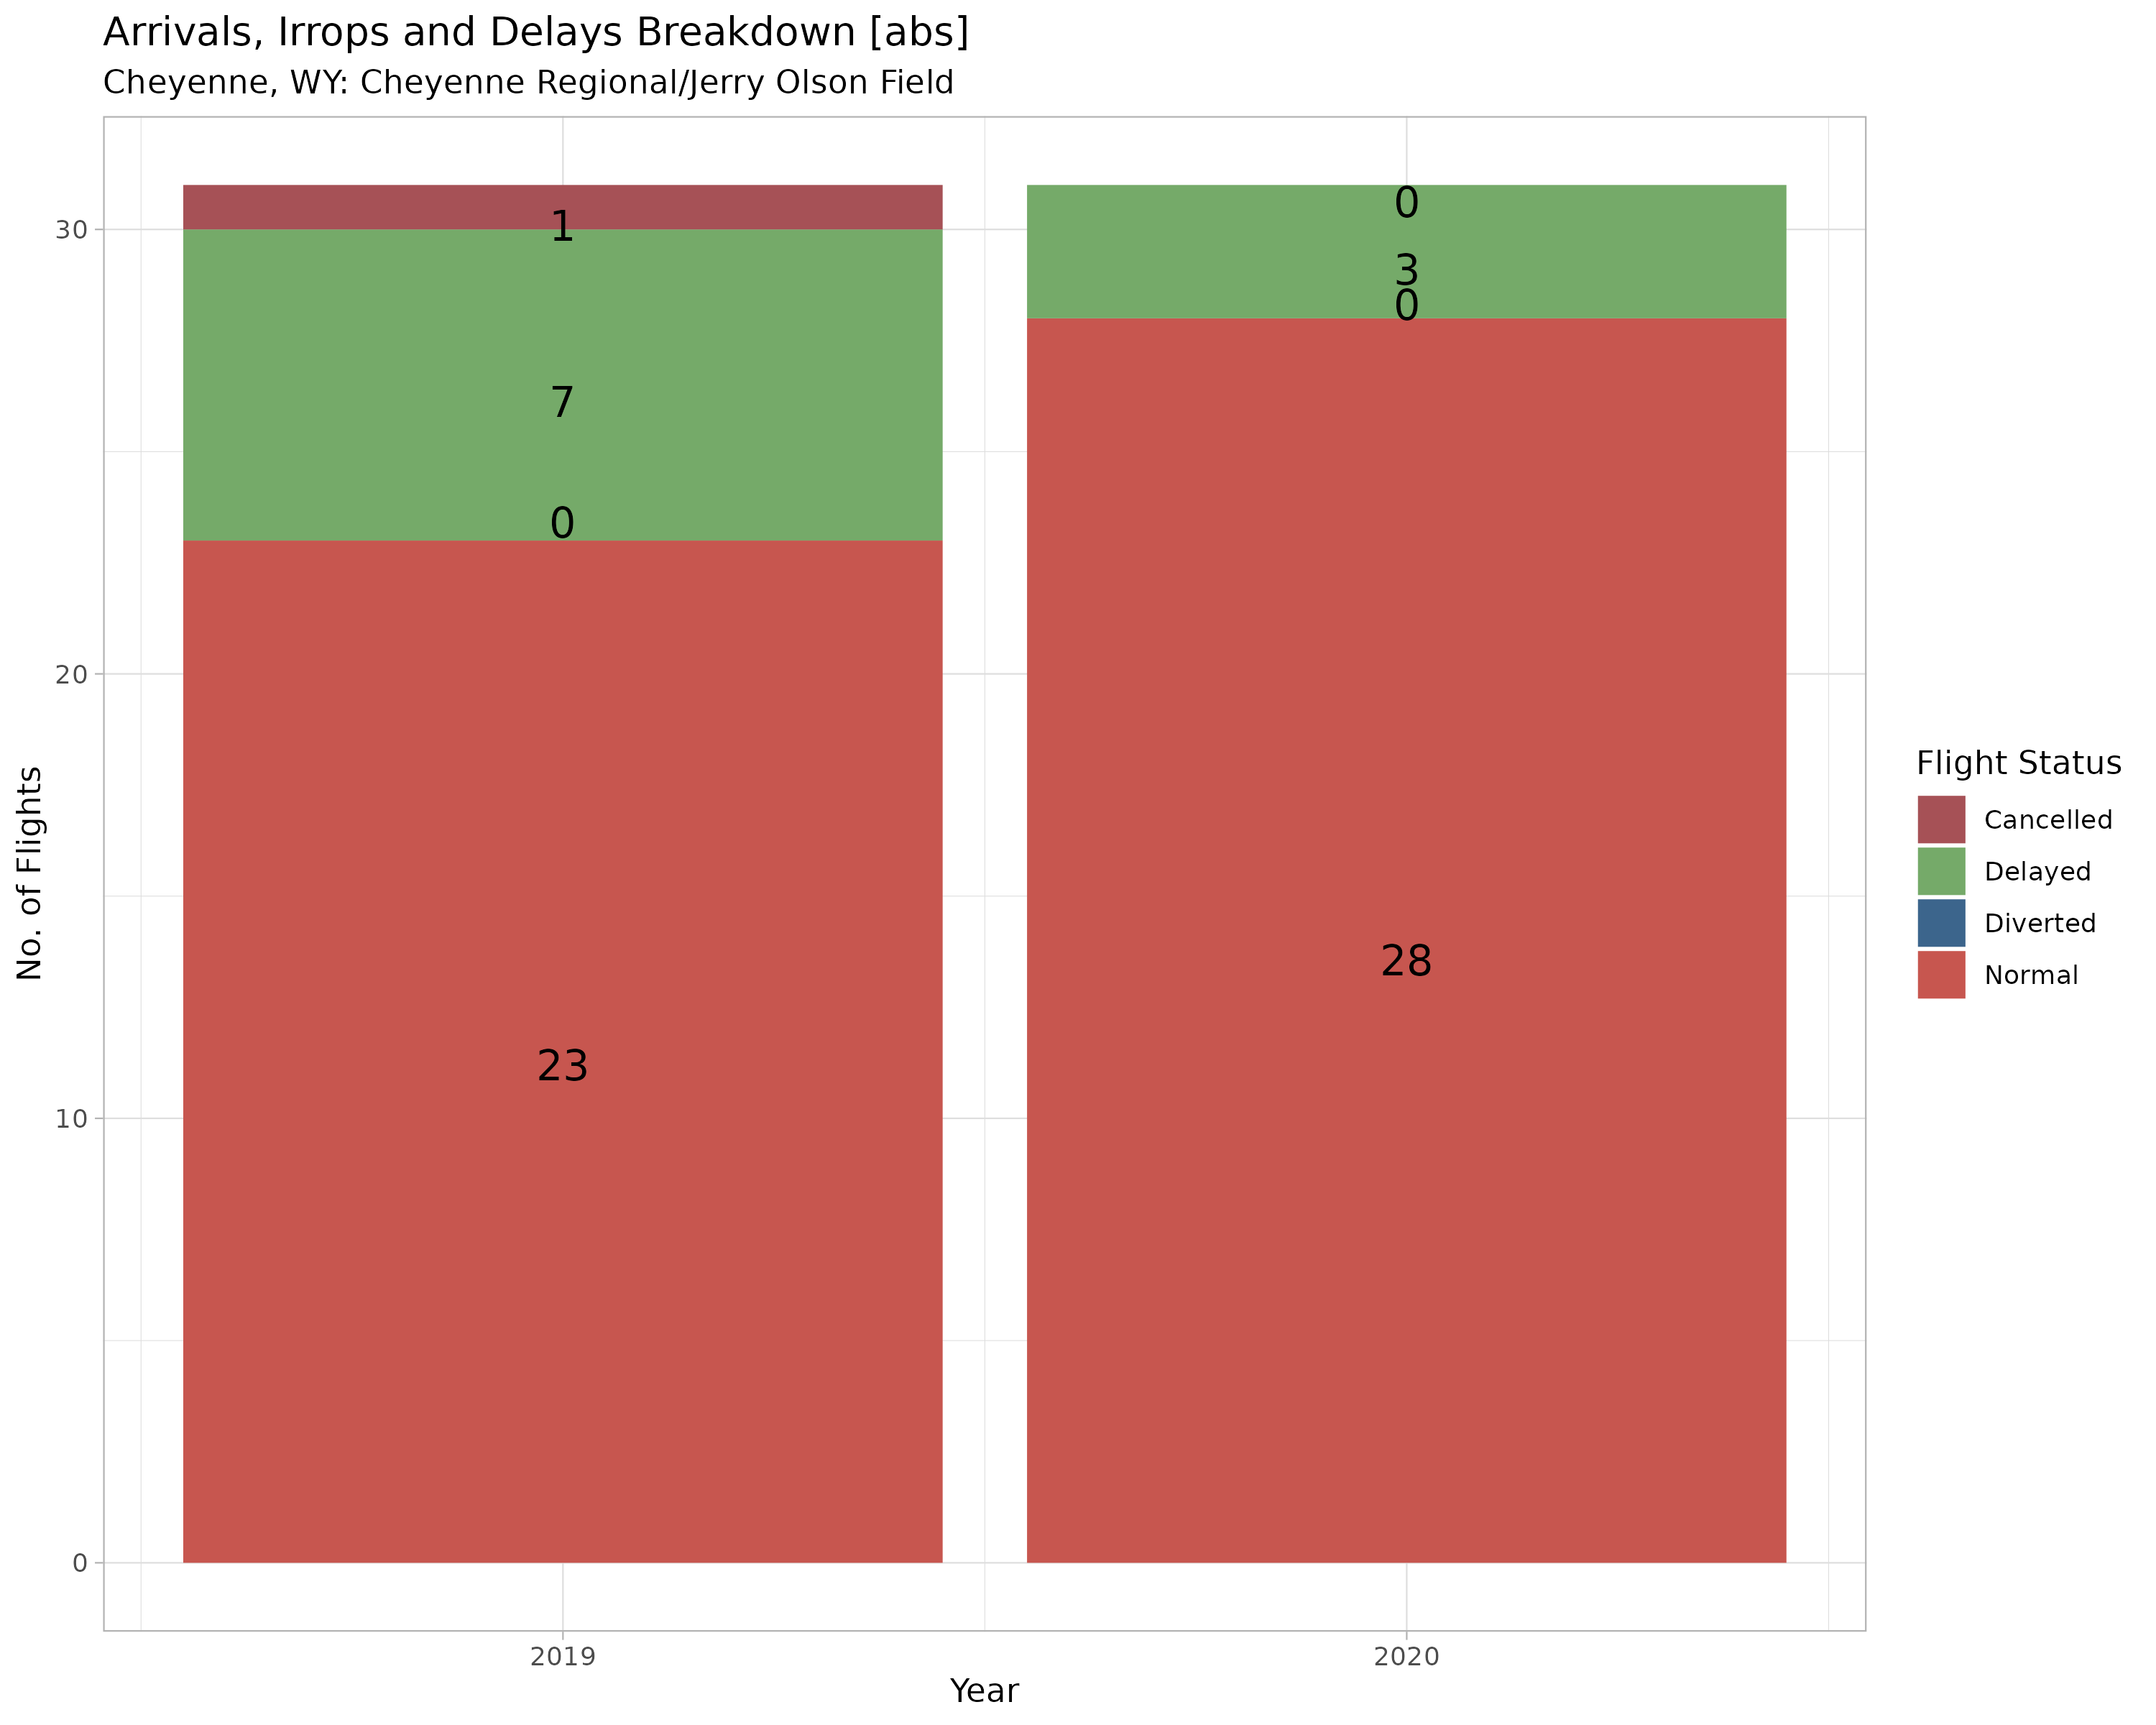 Arrivals, Irrops and Delays Breakdown [abs]
Cheyenne, WY: Cheyenne Regional/Jerry Olson Field
No. of Flights
30
20
10
0
1
7
0
23
0
3
0
28
2019
2020
Year
Flight Status
Cancelled
Delayed
Diverted
Normal